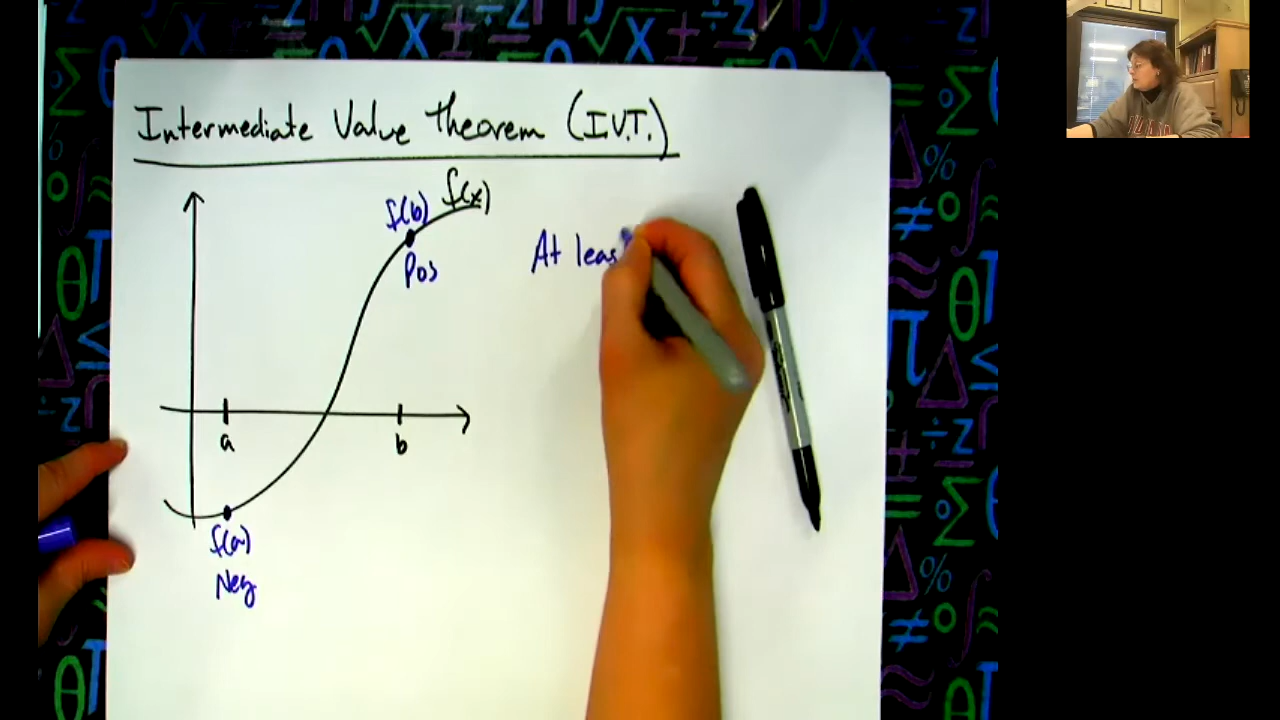 Intermediate Value Theorem (I.V.T.)
f(x)
f(b)
Pos
At leas
a
b
f(a)
Neg